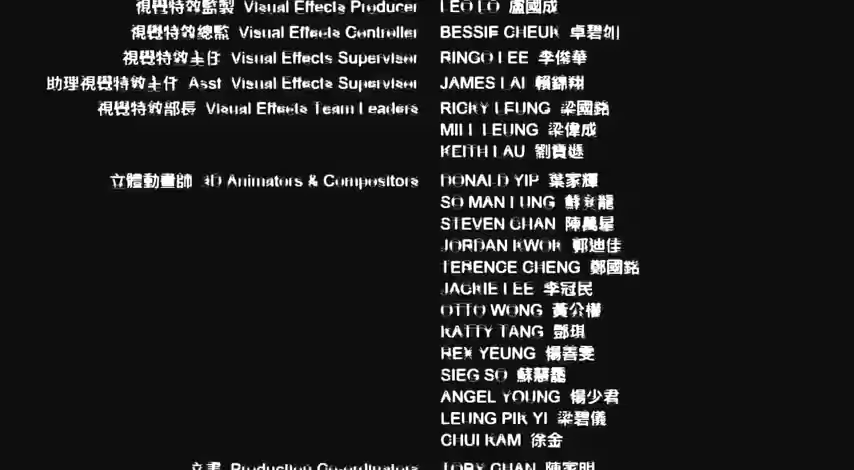 視覺特效監製 Visual Effects Producer LEO LO 盧國成
視覺特效總監 Visual Effects Controller BESSIE CHEUK 卓碧
視覺特效主任 Visual Effects Supervisor RINGO LEE 李俊華
助理視覺特效主任 Asst Visual Effects Supervisor JAMES LAI 賴錦翔
視覺特效部長 Visual Effects Team Leaders RICKY LEUNG 梁國銘
LEUNG 梁偉成
KEITH LAU 劉寶
立體動畫師 3D Animators & Compositors DONALD YIP 葉家輝
SO MAN LUNG 蘇文龍
STEVEN CHAN 陳萬星
JORDAN KWOK 郭迪佳
TERENCE CHENG 鄭國銘
JACKIE LEE 李冠民
OTTO WONG 黃公權
KATTY TANG 鄧琪
REX YEUNG 楊善雯
SIEG SO 蘇慧
ANGEL YOUNG 楊少君
LEUNG PIK YI 梁碧儀
CHUI KAM 徐金
Production Co-ordinators TOBY CHAN 陳家明